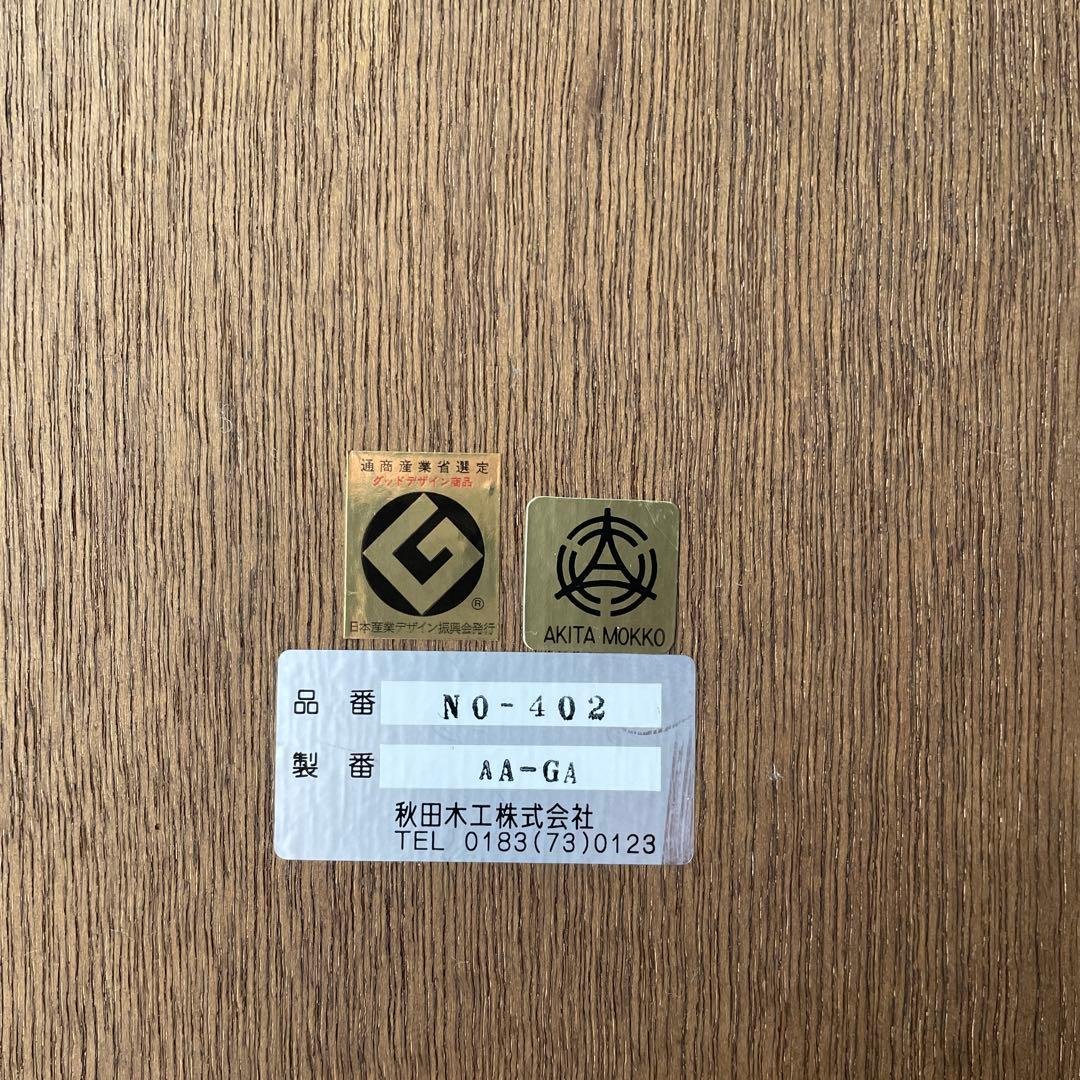 通商産業省選定
グッドデザイン商品
G
®
日本産業デザイン振興会発行
A
AKITA MOKKO
品番 NO-402
製番 AA-GA
秋田木工株式会社
TEL 0183(73)0123